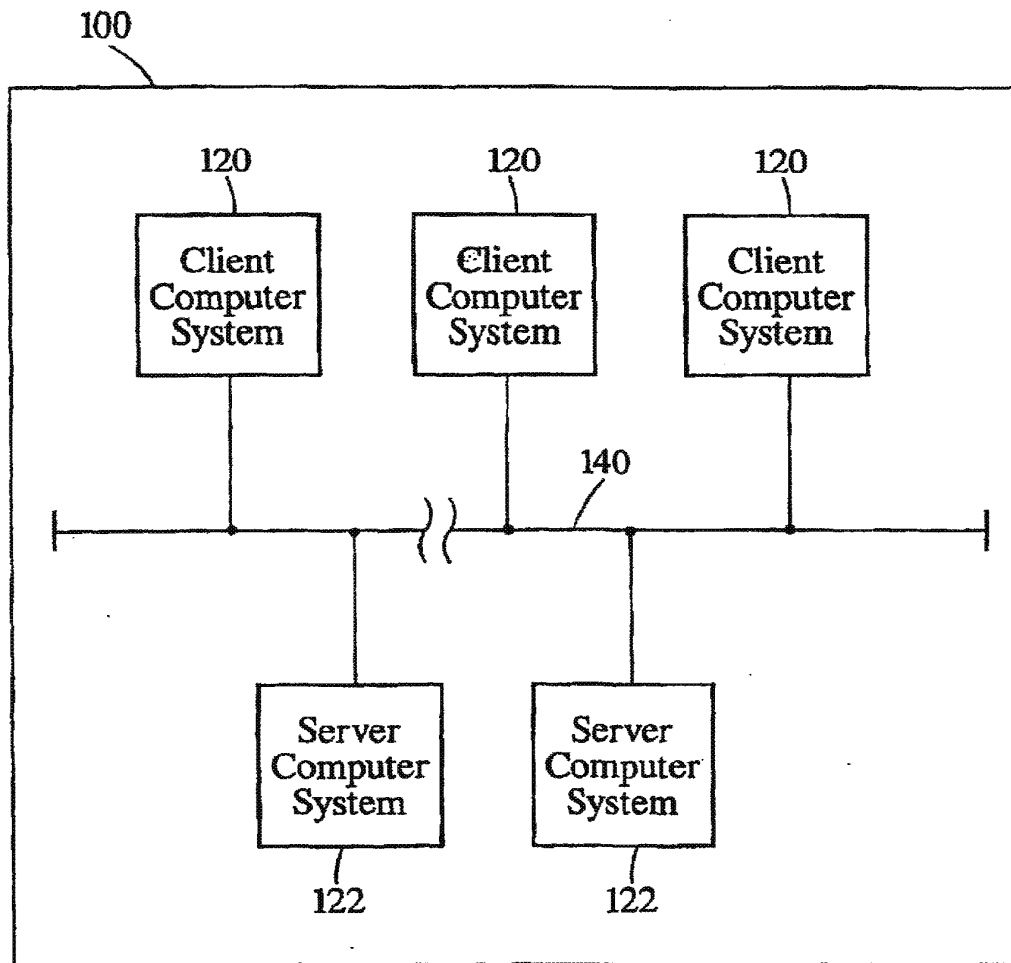 100
120
120
120
Client
Computer
System
Client
Computer
System
Client
Computer
System
140
Server
Computer
System
Server
Computer
System
122
122